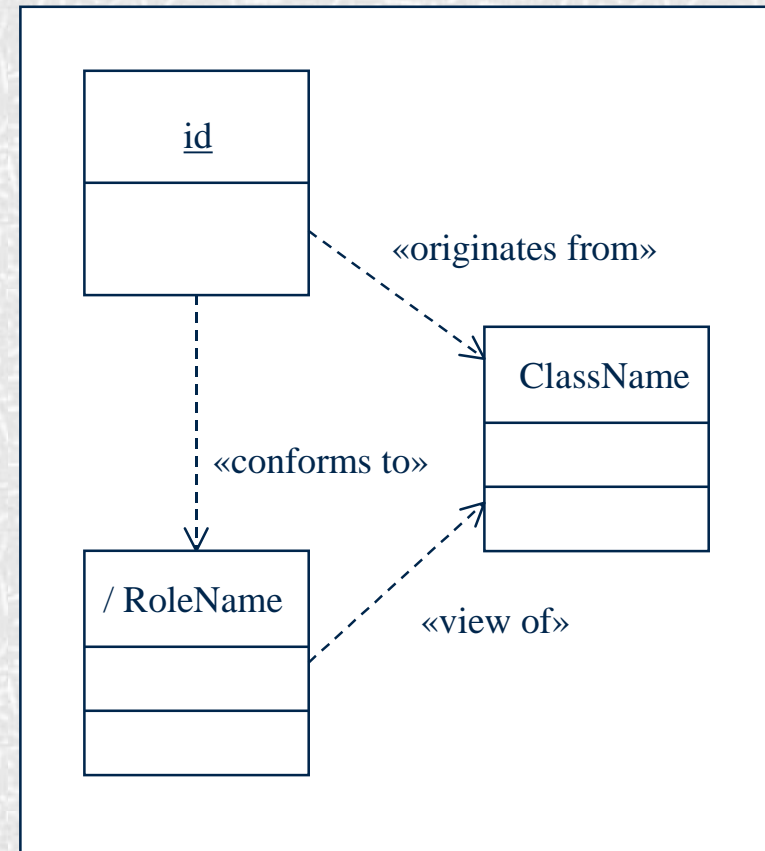 id
«originates from»
ClassName
«conforms to»
/ RoleName
«view of»